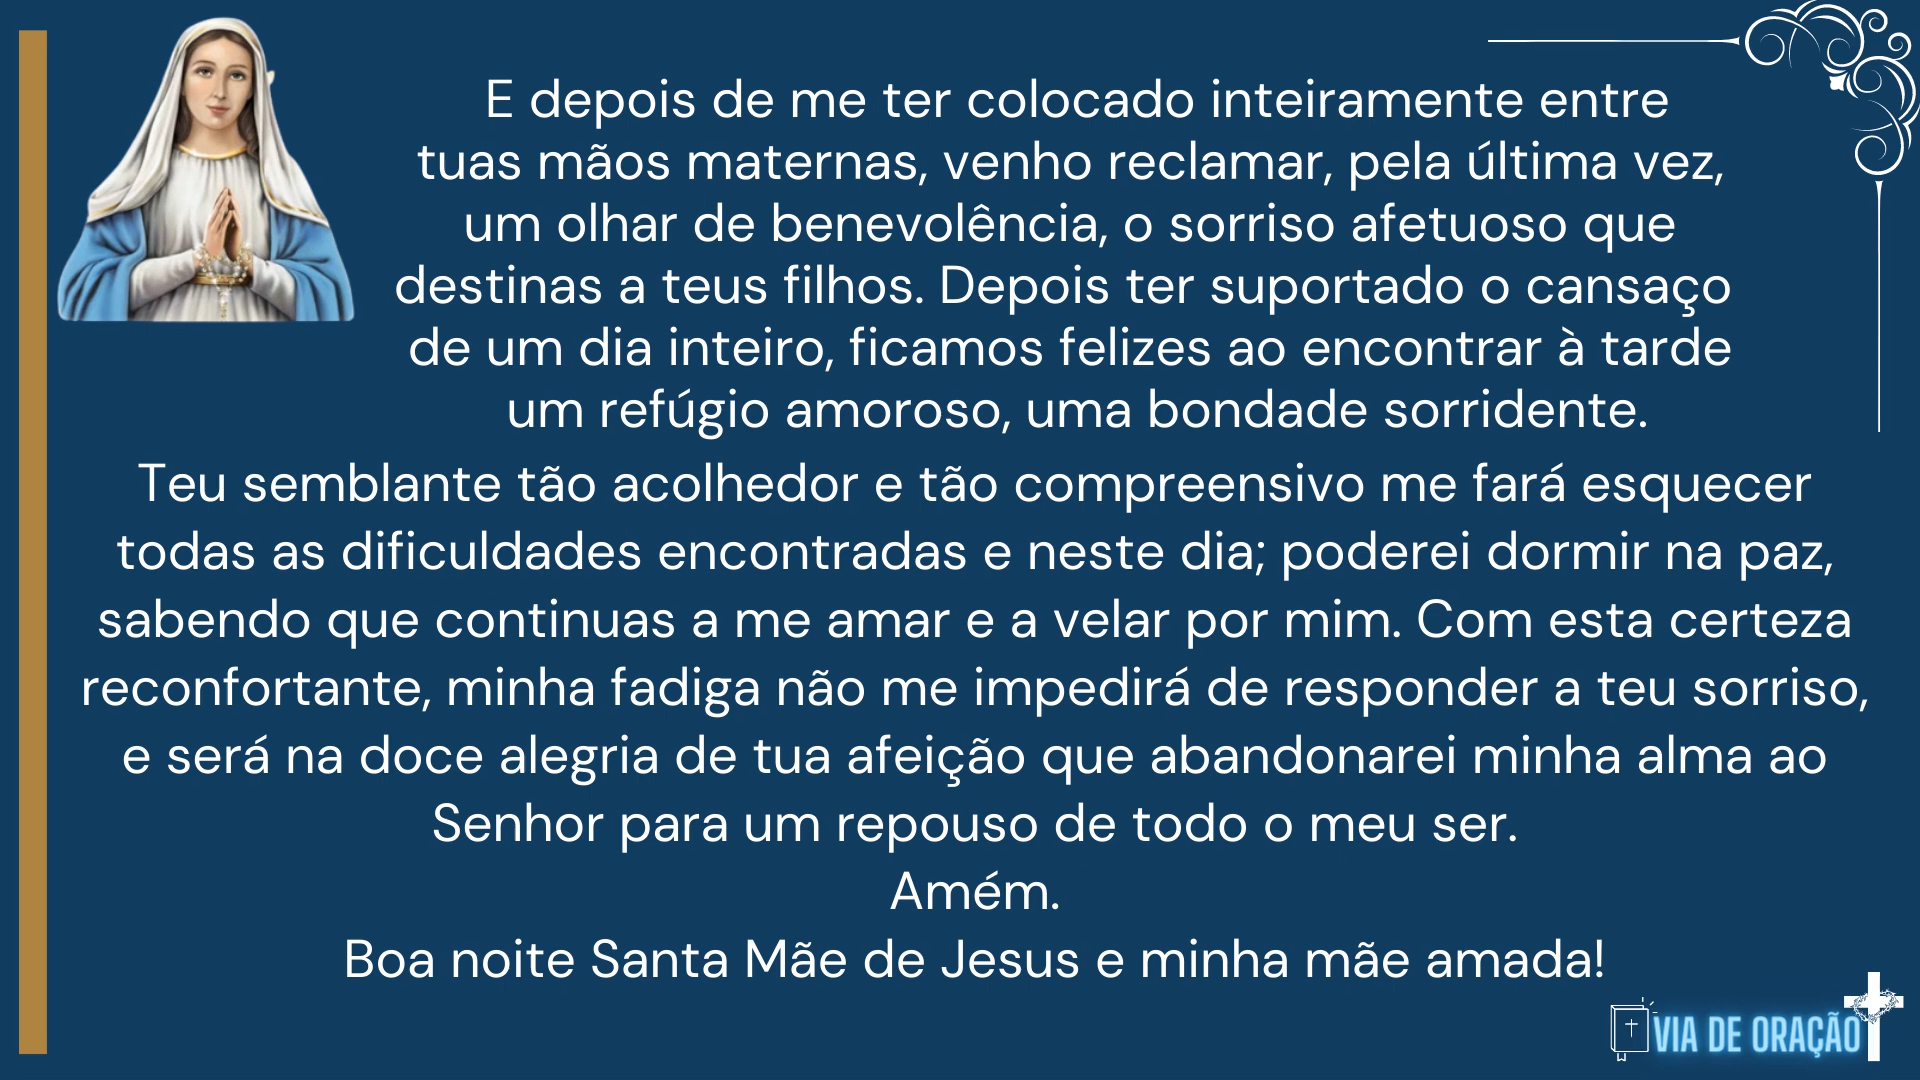 E depois de me ter colocado inteiramente entre
tuas mãos maternas, venho reclamar, pela última vez,
um olhar de benevolência, o sorriso afetuoso que
destinas a teus filhos. Depois ter suportado o cansaço
de um dia inteiro, ficamos felizes ao encontrar à tarde
um refúgio amoroso, uma bondade sorridente.
Teu semblante tão acolhedor e tão compreensivo me fará esquecer
todas as dificuldades encontradas e neste dia; poderei dormir na paz,
sabendo que continuas a me amar e a velar por mim. Com esta certeza
reconfortante, minha fadiga não me impedirá de responder a teu sorriso,
e será na doce alegria de tua afeição que abandonarei minha alma ao
Senhor para um repouso de todo o meu ser.
Amém.
Boa noite Santa Mãe de Jesus e minha mãe amada!
VIA DE ORAÇÃO